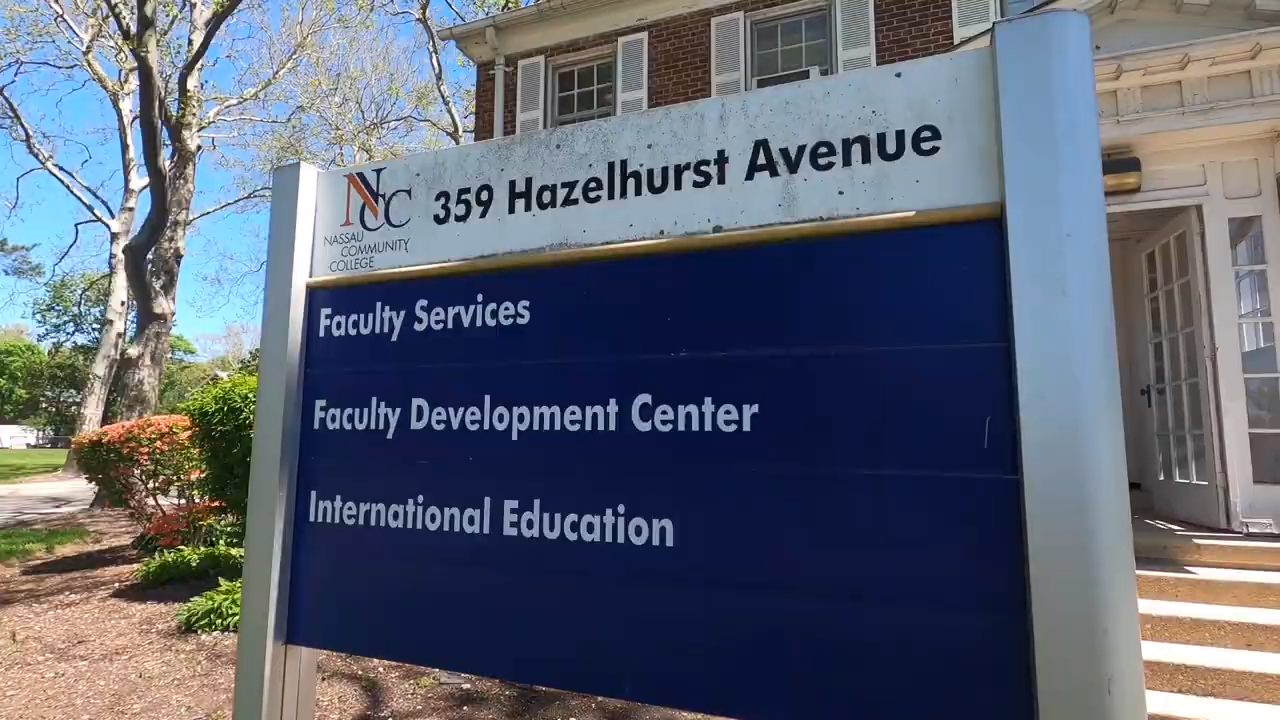 NCC
NASSAU
COMMUNITY
COLLEGE
359 Hazelhurst Avenue
Faculty Services
Faculty Development Center
International Education